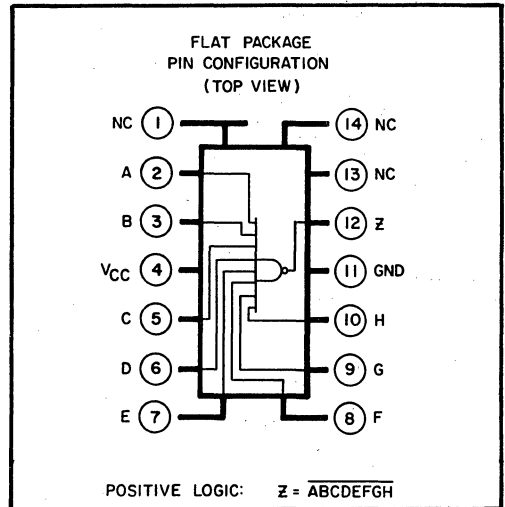 FLAT PACKAGE
PIN CONFIGURATION
(TOP VIEW)
NC 1
14 NC
A 2
13 NC
B 3
12 Z
VCC 4
11 GND
C 5
10 H
D 6
9 G
E 7
8 F
POSITIVE LOGIC: Z = ABCDEFGH